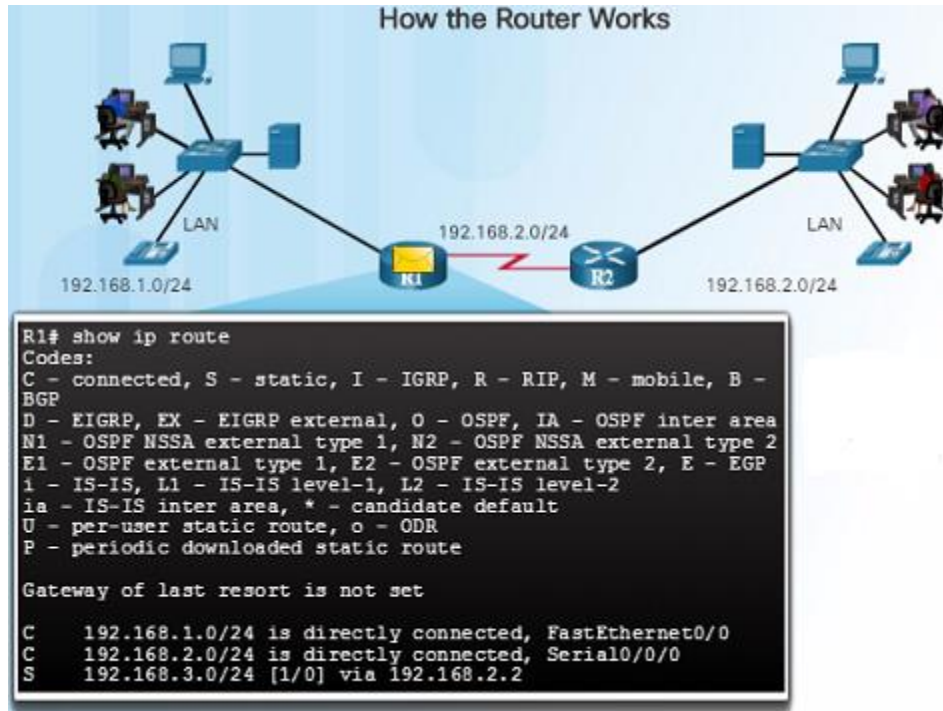 How the Router Works
LAN
192.168.2.0/24
LAN
R1
R2
192.168.1.0/24
192.168.2.0/24
R1# show ip route
Codes:
C - connected, S - static, I - IGRP, R - RIP, M - mobile, B -
BGP
D - EIGRP, EX - EIGRP external, O - OSPF, IA - OSPF inter area
N1 - OSPF NSSA external type 1, N2 - OSPF NSSA external type 2
E1 - OSPF external type 1, E2 - OSPF external type 2, E - EGP
i - IS-IS, L1 - IS-IS level-1, L2 - IS-IS level-2
ia - IS-IS inter area, * - candidate default
U - per-user static route, o - ODR
P - periodic downloaded static route
Gateway of last resort is not set
C 192.168.1.0/24 is directly connected, FastEthernet0/0
C 192.168.2.0/24 is directly connected, Serial0/0/0
S 192.168.3.0/24 [1/0] via 192.168.2.2